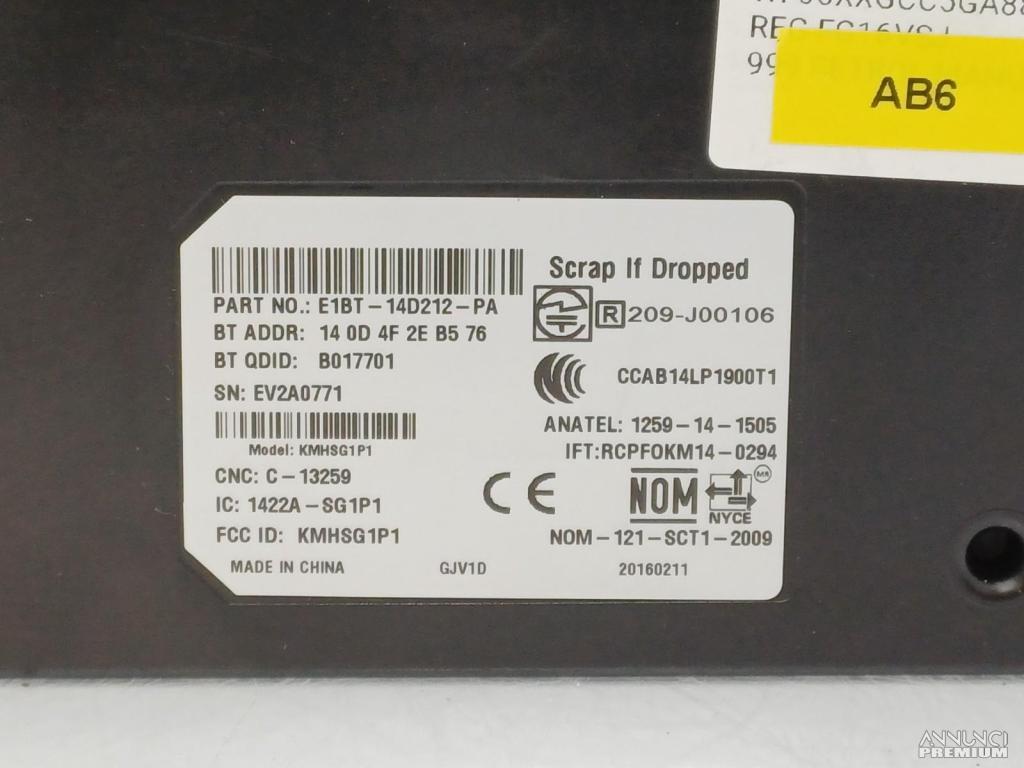 AB6
Scrap If Dropped
PART NO.: E1BT-14D212-PA
209-J00106
BT ADDR: 14 0D 4F 2E B5 76
BT QDID: B017701
CCAB14LP1900T1
SN: EV2A0771
ANATEL: 1259-14-1505
Model: KMHSG1P1
IFT:RCPFOKM14-0294
CNC: C-13259
IC: 1422A-SG1P1
CE
NOM
NYCE
FCC ID: KMHSG1P1
NOM-121-SCT1-2009
MADE IN CHINA
GJV1D
20160211
ANNUNCI
PREMIUM